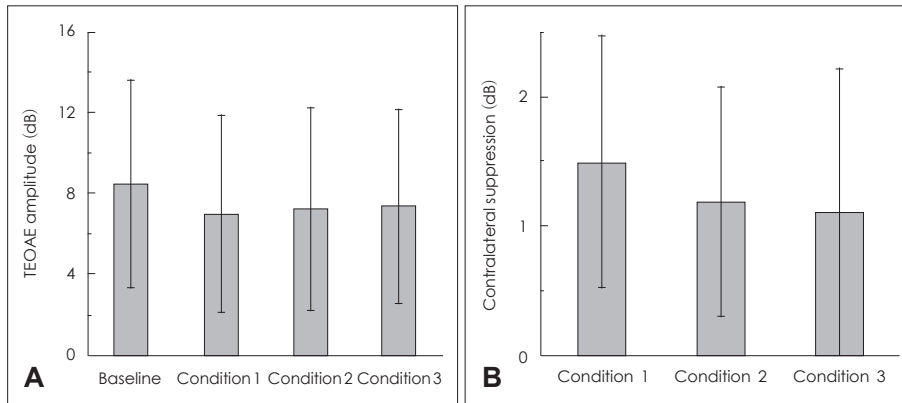 16
12
8
4
0
TEOAE amplitude (dB)
Baseline Condition 1 Condition 2 Condition 3
A
2
1
0
Contralateral suppression (dB)
Condition 1 Condition 2 Condition 3
B